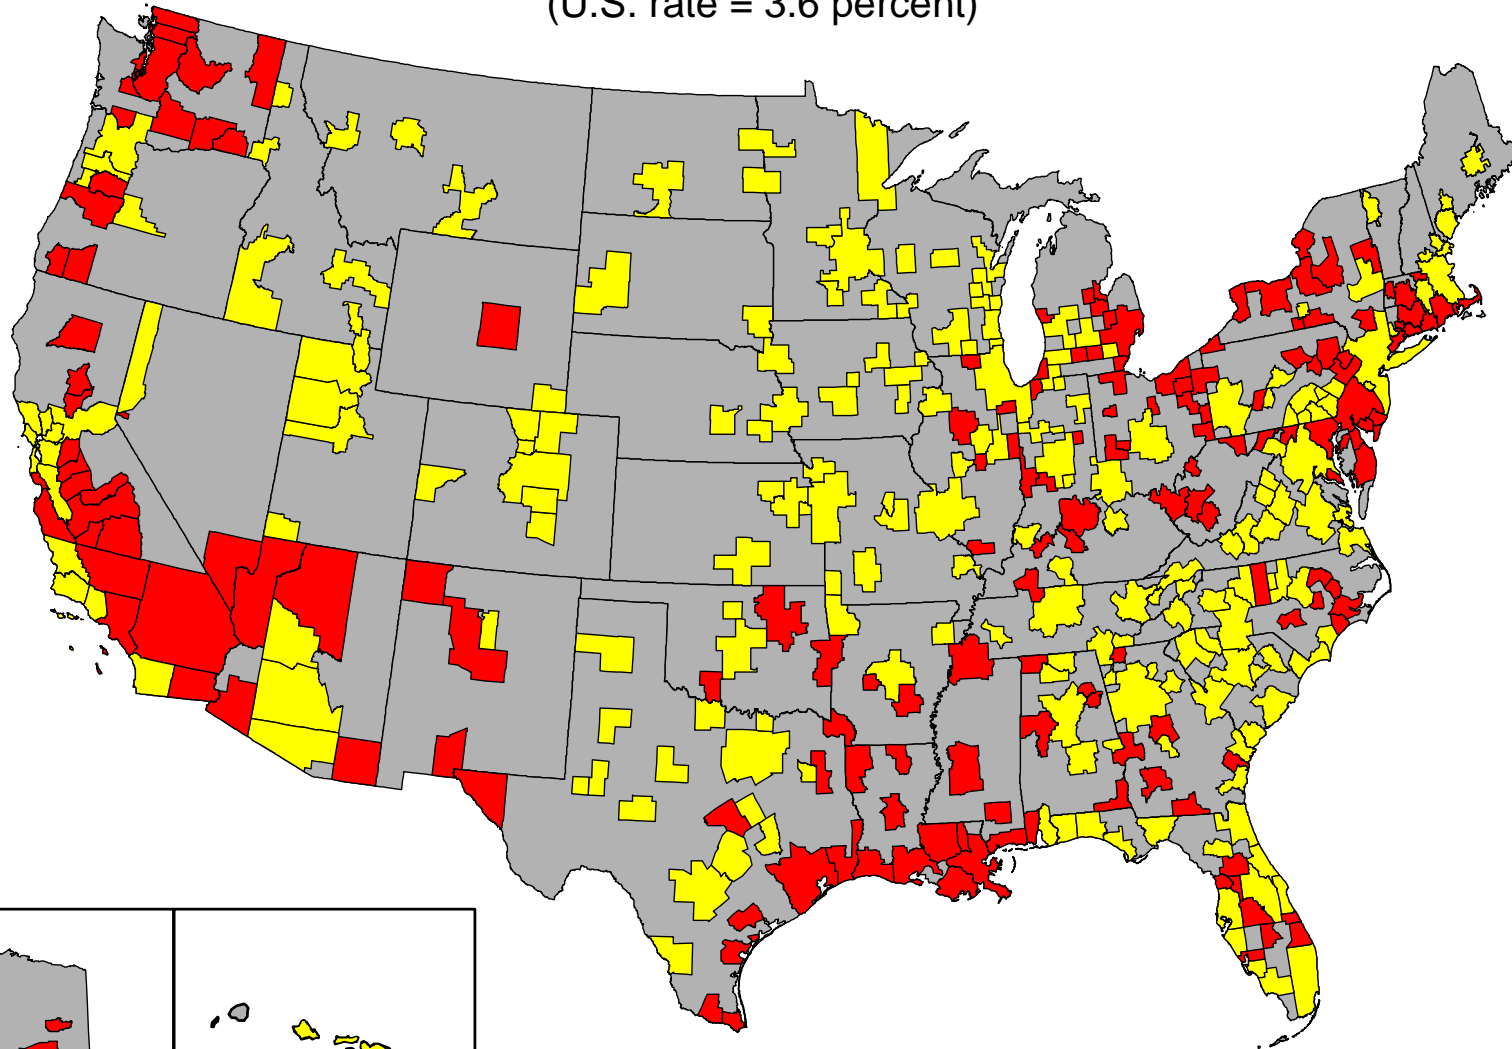 (U.S. rate = 3.6 percent)